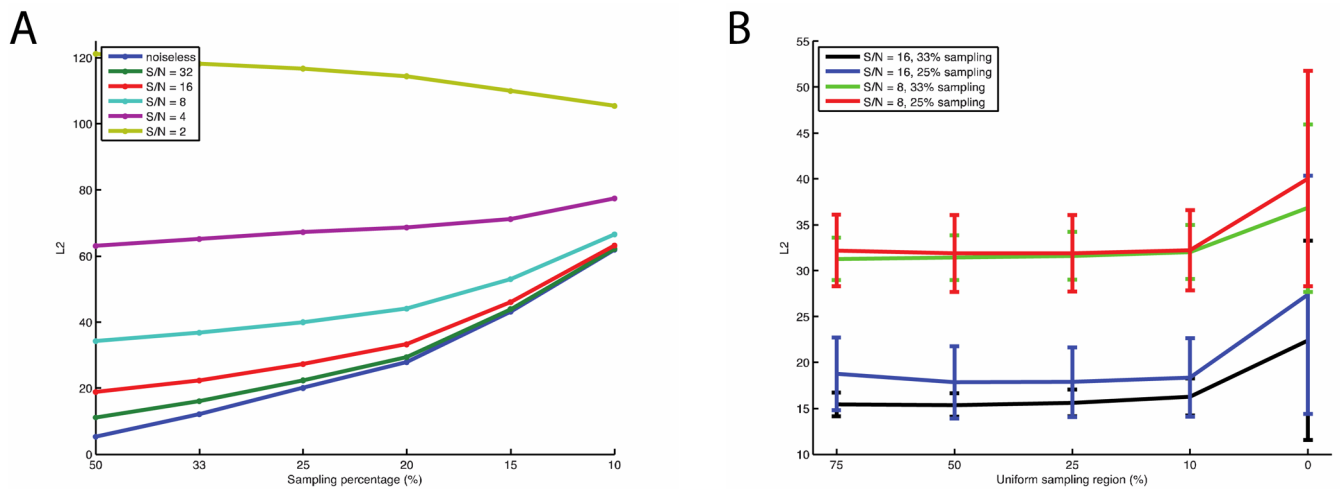 A
120
100
80
60
40
20
0
L2
noiseless
S/N = 32
S/N = 16
S/N = 8
S/N = 4
S/N = 2
50 33 25 20 15 10
Sampling percentage (%)
B
55
50
45
40
35
30
25
20
15
10
L2
S/N = 16, 33% sampling
S/N = 16, 25% sampling
S/N = 8, 33% sampling
S/N = 8, 25% sampling
75 50 25 10 0
Uniform sampling region (%)